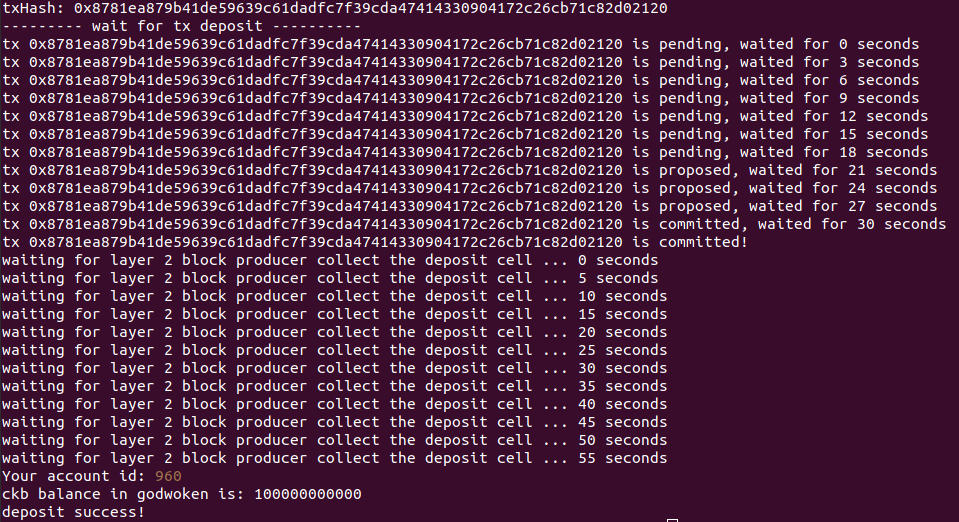 txHash: 0x8781ea879b41de59639c61dadfc7f39cda47414330904172c26cb71c82d02120
--------- wait for tx deposit ----------
tx 0x8781ea879b41de59639c61dadfc7f39cda47414330904172c26cb71c82d02120 is pending, waited for 0 seconds
tx 0x8781ea879b41de59639c61dadfc7f39cda47414330904172c26cb71c82d02120 is pending, waited for 3 seconds
tx 0x8781ea879b41de59639c61dadfc7f39cda47414330904172c26cb71c82d02120 is pending, waited for 6 seconds
tx 0x8781ea879b41de59639c61dadfc7f39cda47414330904172c26cb71c82d02120 is pending, waited for 9 seconds
tx 0x8781ea879b41de59639c61dadfc7f39cda47414330904172c26cb71c82d02120 is pending, waited for 12 seconds
tx 0x8781ea879b41de59639c61dadfc7f39cda47414330904172c26cb71c82d02120 is pending, waited for 15 seconds
tx 0x8781ea879b41de59639c61dadfc7f39cda47414330904172c26cb71c82d02120 is pending, waited for 18 seconds
tx 0x8781ea879b41de59639c61dadfc7f39cda47414330904172c26cb71c82d02120 is proposed, waited for 21 seconds
tx 0x8781ea879b41de59639c61dadfc7f39cda47414330904172c26cb71c82d02120 is proposed, waited for 24 seconds
tx 0x8781ea879b41de59639c61dadfc7f39cda47414330904172c26cb71c82d02120 is proposed, waited for 27 seconds
tx 0x8781ea879b41de59639c61dadfc7f39cda47414330904172c26cb71c82d02120 is committed, waited for 30 seconds
tx 0x8781ea879b41de59639c61dadfc7f39cda47414330904172c26cb71c82d02120 is committed!
waiting for layer 2 block producer collect the deposit cell ... 0 seconds
waiting for layer 2 block producer collect the deposit cell ... 5 seconds
waiting for layer 2 block producer collect the deposit cell ... 10 seconds
waiting for layer 2 block producer collect the deposit cell ... 15 seconds
waiting for layer 2 block producer collect the deposit cell ... 20 seconds
waiting for layer 2 block producer collect the deposit cell ... 25 seconds
waiting for layer 2 block producer collect the deposit cell ... 30 seconds
waiting for layer 2 block producer collect the deposit cell ... 35 seconds
waiting for layer 2 block producer collect the deposit cell ... 40 seconds
waiting for layer 2 block producer collect the deposit cell ... 45 seconds
waiting for layer 2 block producer collect the deposit cell ... 50 seconds
waiting for layer 2 block producer collect the deposit cell ... 55 seconds
Your account id: 960
ckb balance in godwoken is: 100000000000
deposit success!